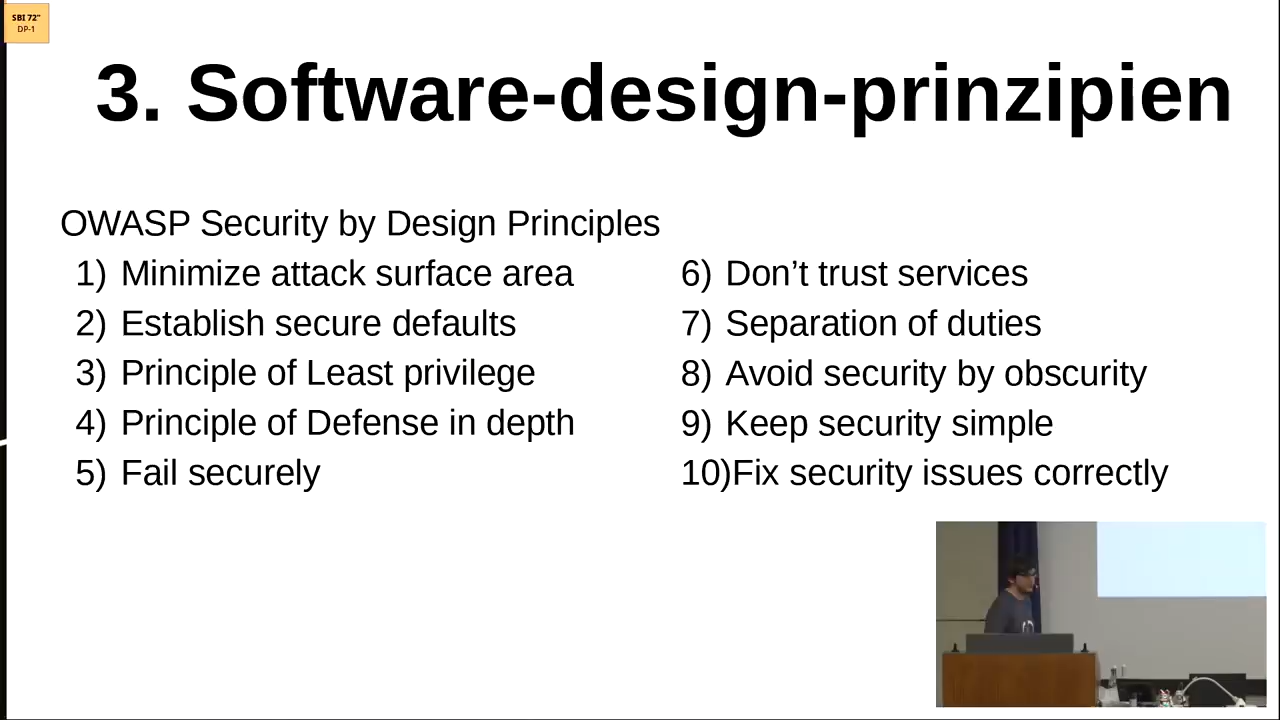 SBI 72"
DP-1
3. Software-design-prinzipien
OWASP Security by Design Principles
1) Minimize attack surface area
2) Establish secure defaults
3) Principle of Least privilege
4) Principle of Defense in depth
5) Fail securely
6) Don’t trust services
7) Separation of duties
8) Avoid security by obscurity
9) Keep security simple
10)Fix security issues correctly